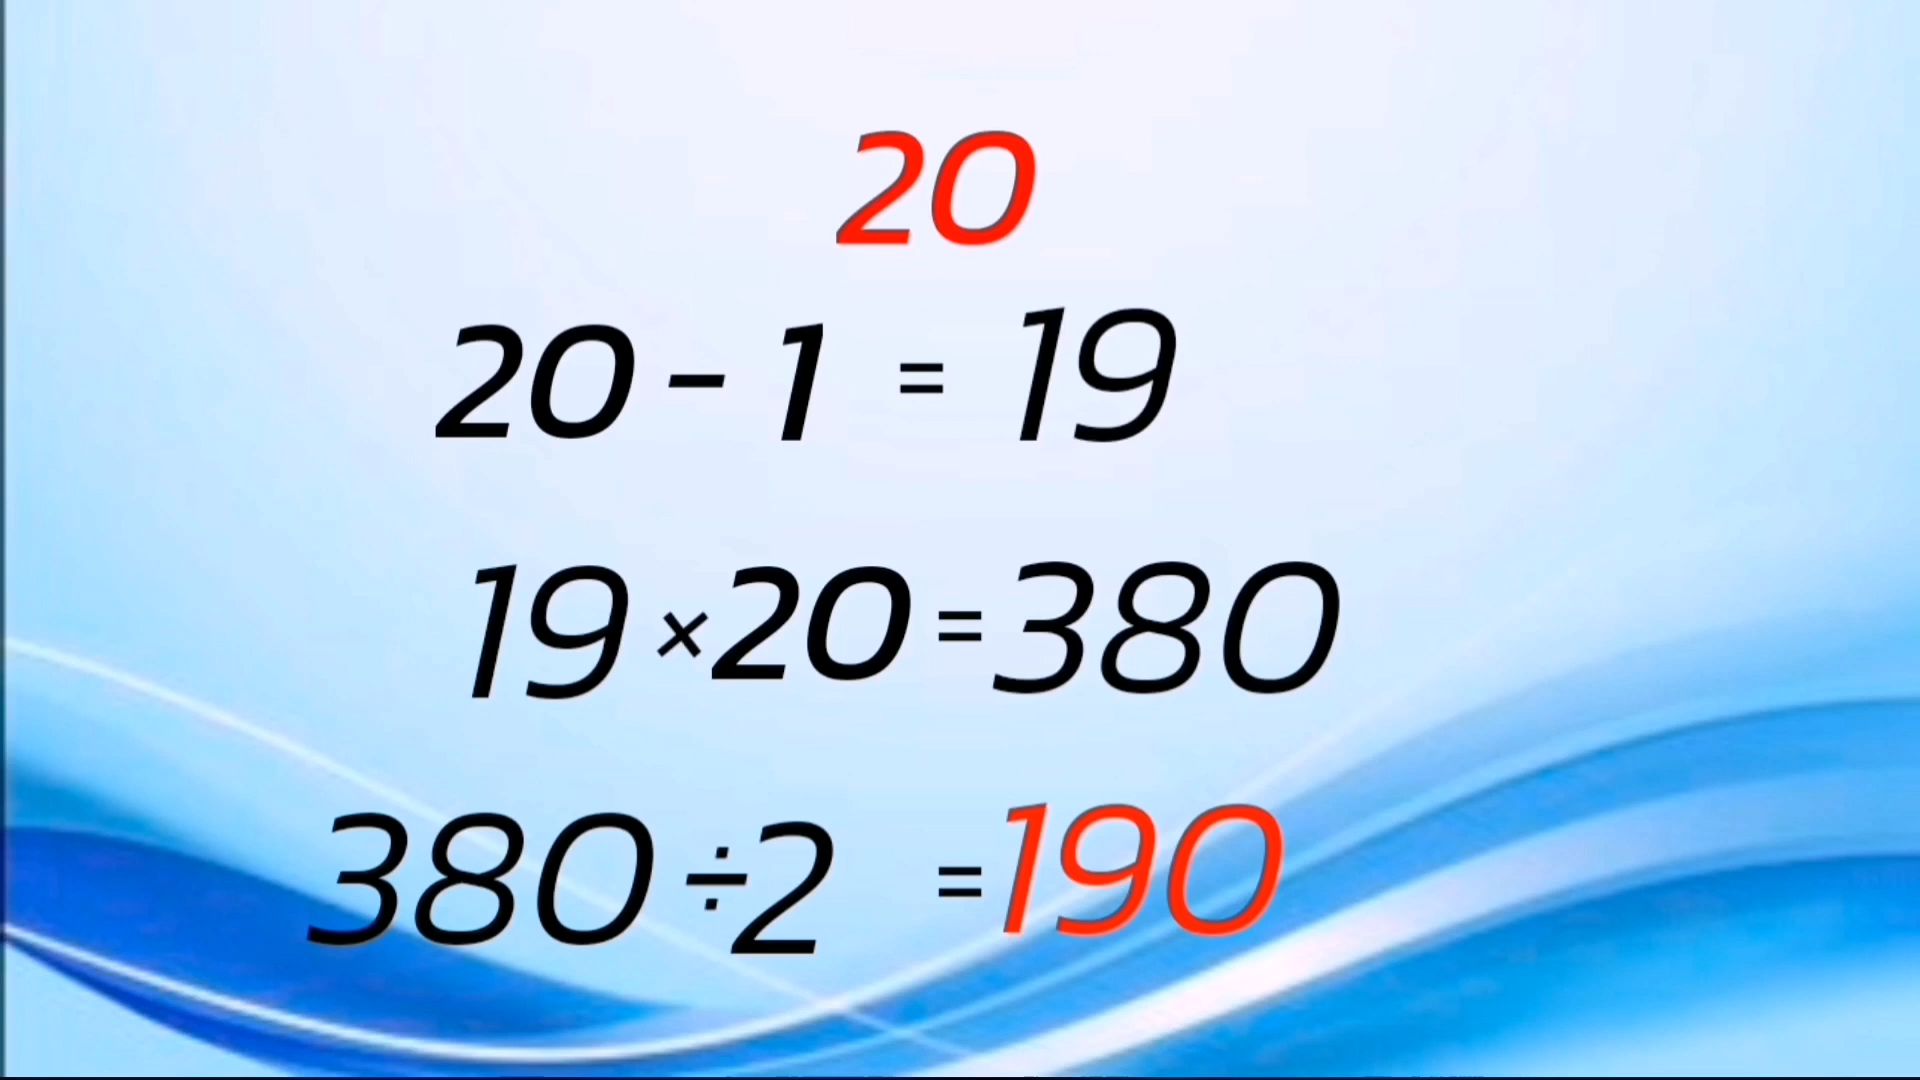 20
20 - 1 = 19
19 × 20 = 380
380 ÷ 2 = 190